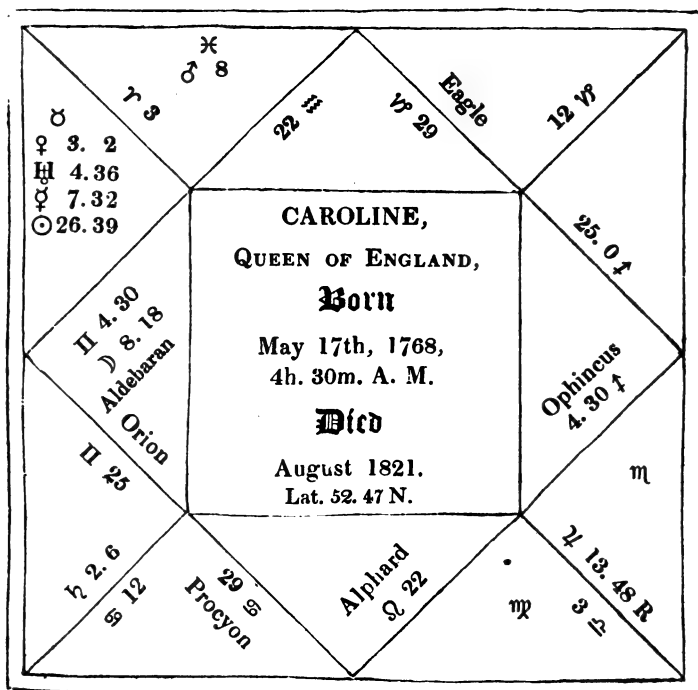 ♓
♂ 8
♈ 3
22 ♒
♑ 29
Eagle
12 ♑
♉
♀ 3. 2
♅ 4.36
☿ 7.32
☉ 26.39
25. 0 ♐
CAROLINE,
QUEEN OF ENGLAND,
Born
May 17th, 1768,
4h. 30m. A. M.
Died
August 1821.
Lat. 52. 47 N.
♊ 4. 30
☽ 8. 18
Aldebaran
Orion
♊ 25
Ophincus
4. 30 ♐
♏
♄ 2. 6
♋ 12
29 ♋
Procyon
Alphard
♌ 22
♍
♃ 13. 48 R
3 ♎